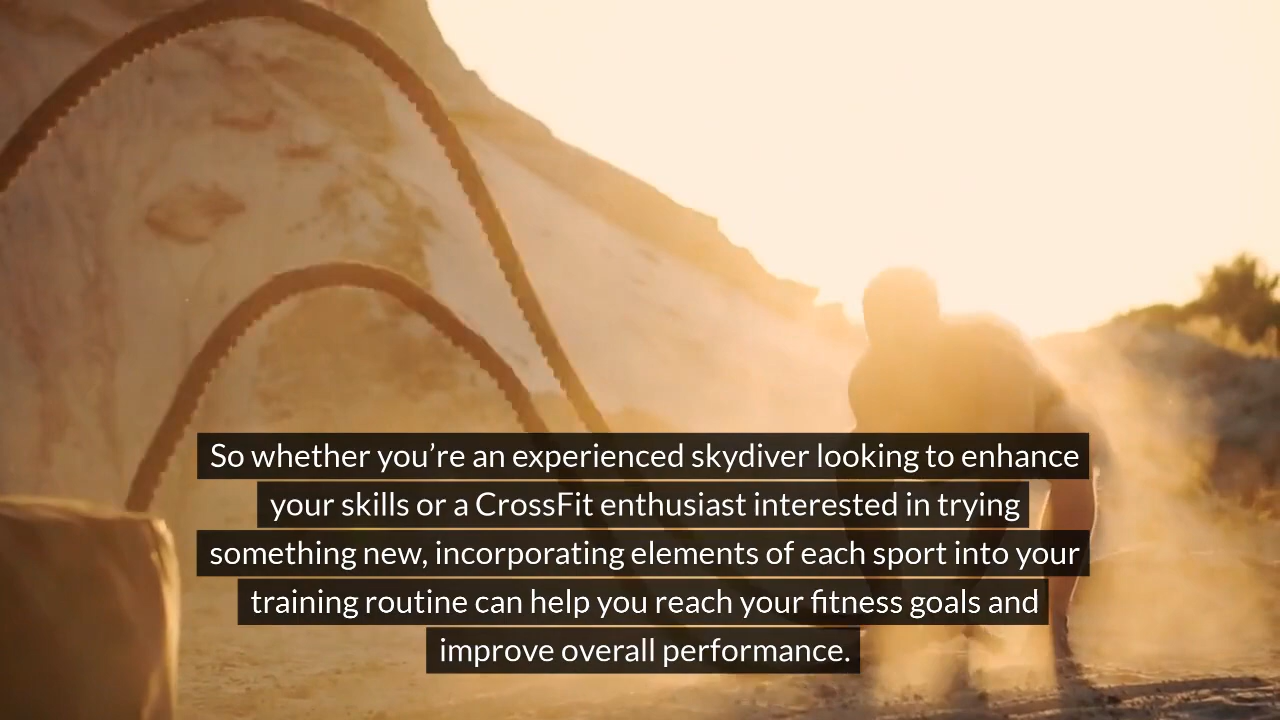 So whether you’re an experienced skydiver looking to enhance
your skills or a CrossFit enthusiast interested in trying
something new, incorporating elements of each sport into your
training routine can help you reach your fitness goals and
improve overall performance.